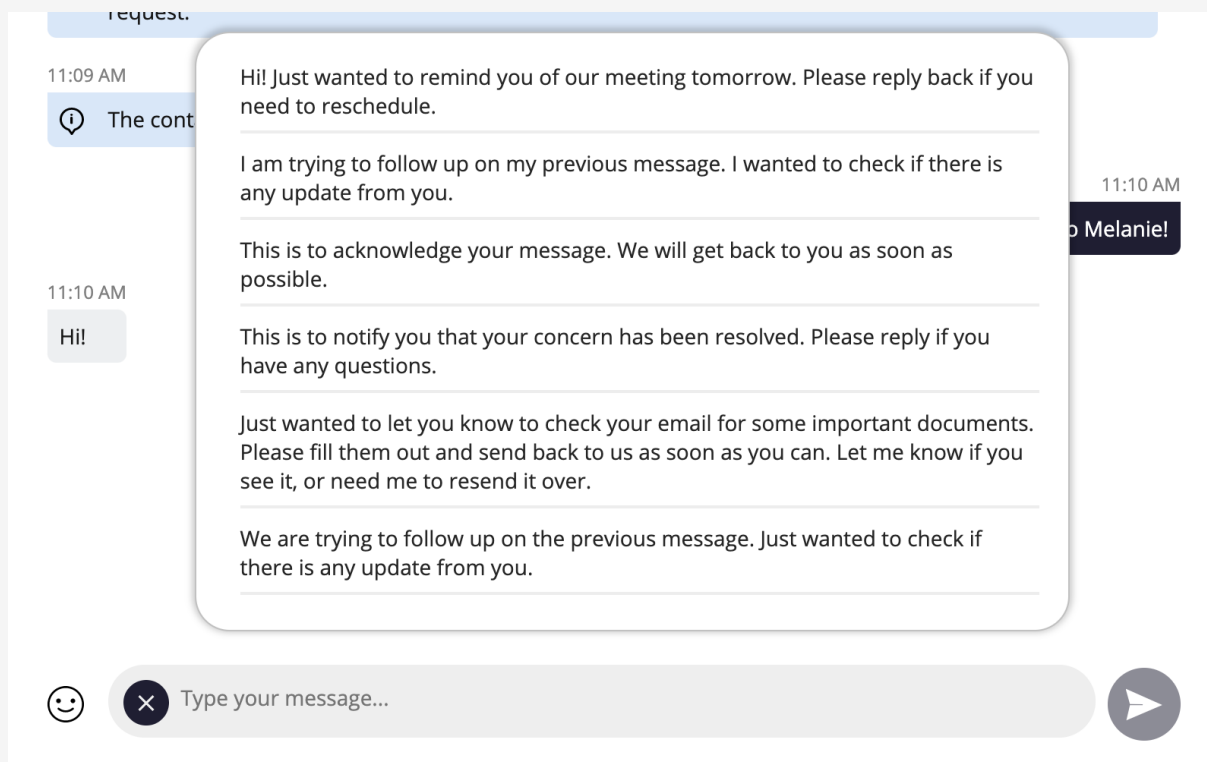 request.
11:09 AM
The cont
Hi! Just wanted to remind you of our meeting tomorrow. Please reply back if you
need to reschedule.
I am trying to follow up on my previous message. I wanted to check if there is
any update from you.
11:10 AM
Melanie!
This is to acknowledge your message. We will get back to you as soon as
possible.
11:10 AM
Hi!
This is to notify you that your concern has been resolved. Please reply if you
have any questions.
Just wanted to let you know to check your email for some important documents.
Please fill them out and send back to us as soon as you can. Let me know if you
see it, or need me to resend it over.
We are trying to follow up on the previous message. Just wanted to check if
there is any update from you.
Type your message...